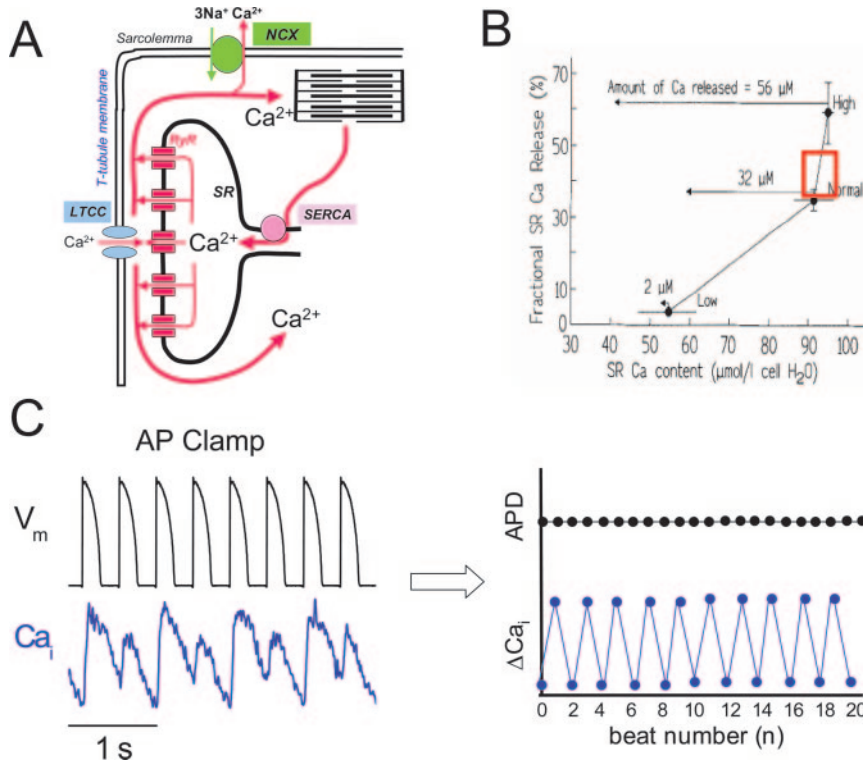 A
3Na⁺ Ca²⁺
Sarcolemma
NCX
T-tubule membrane
Ca²⁺
RyR
SR
LTCC
SERCA
Ca²⁺
Ca²⁺
Ca²⁺
B
Fractional SR Ca Release (%)
70
60
50
40
30
20
10
0
Amount of Ca released = 56 µM
High
32 µM
Normal
2 µM
Low
30 40 50 60 70 80 90 100
SR Ca content (µmol/l cell H₂O)
C
AP Clamp
Vm
Cai
1 s
APD
ΔCai
0 2 4 6 8 10 12 14 16 18 20
beat number (n)